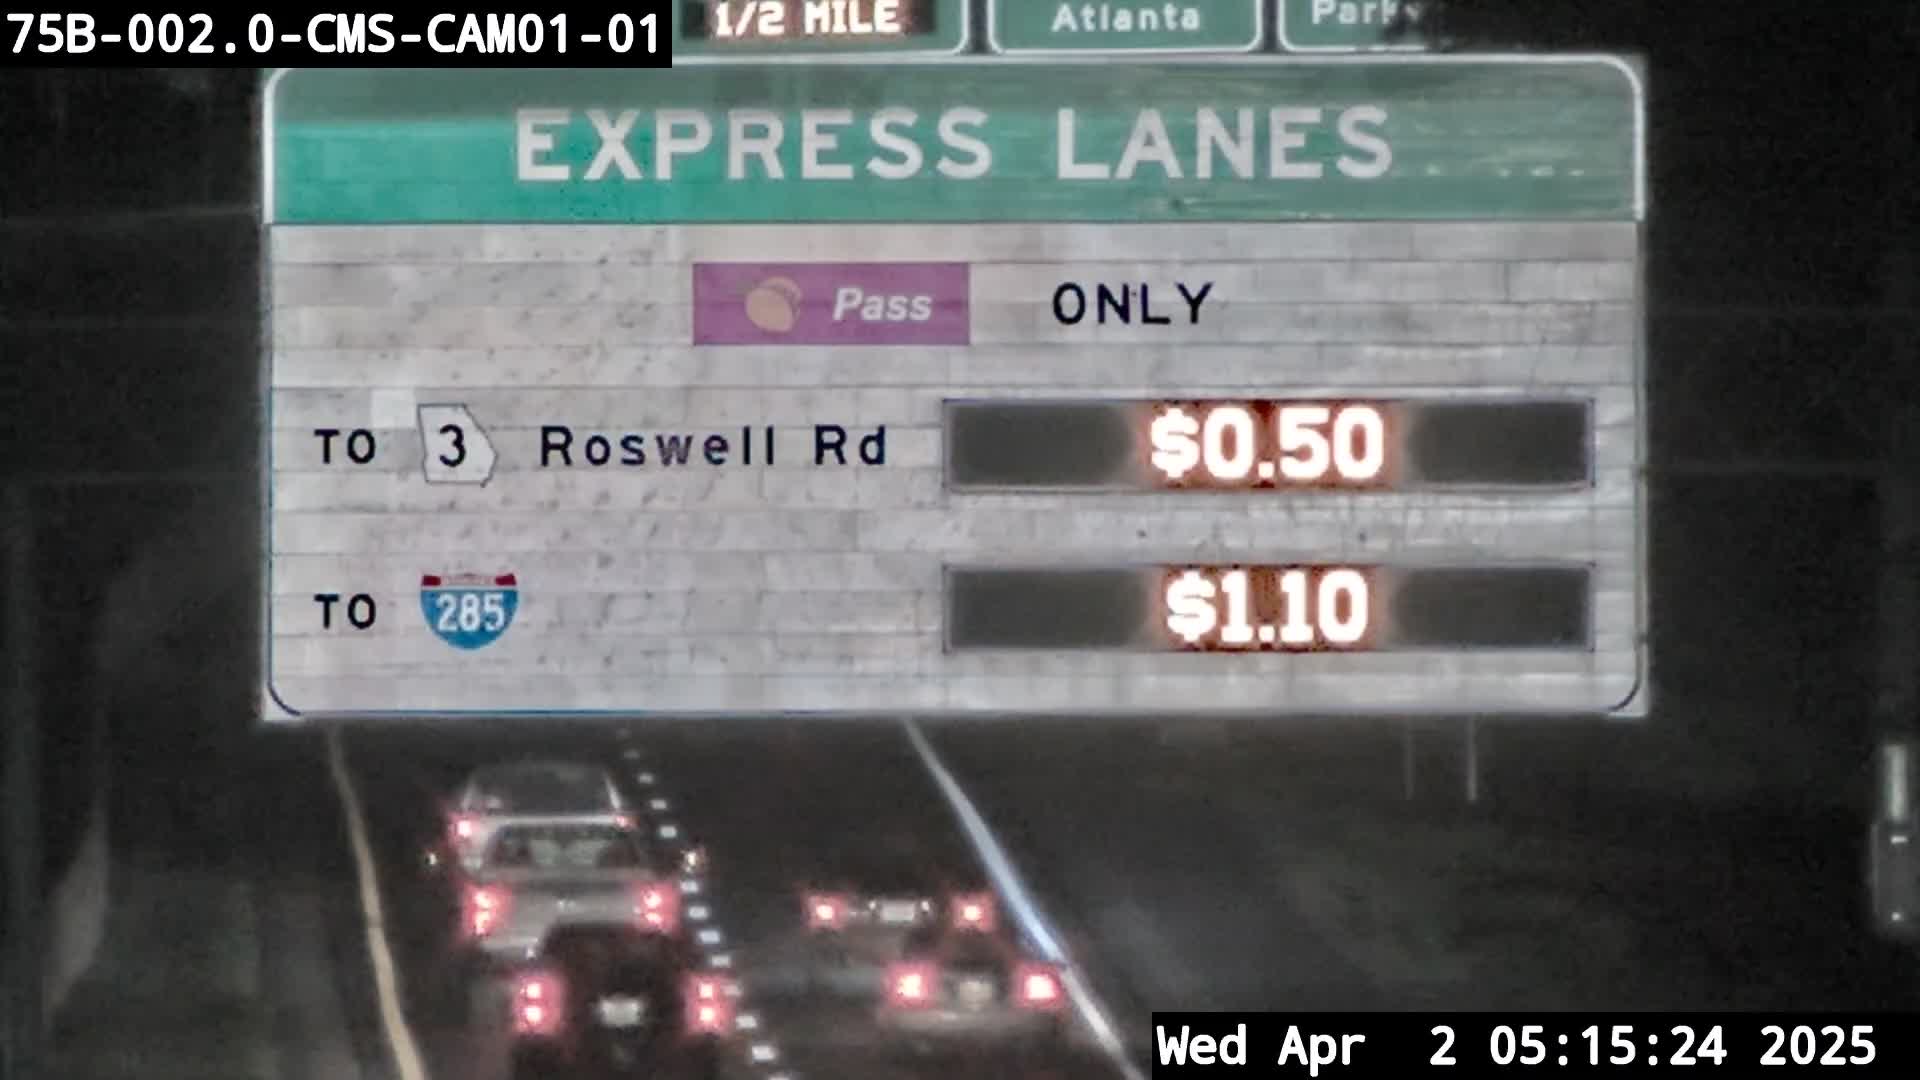 75B-002.0-CMS-CAM01-01
1/2 MILE
Atlanta
EXPRESS LANES
Pass ONLY
TO 3 Roswell Rd $0.50
TO 285 $1.10
Wed Apr 2 05:15:24 2025